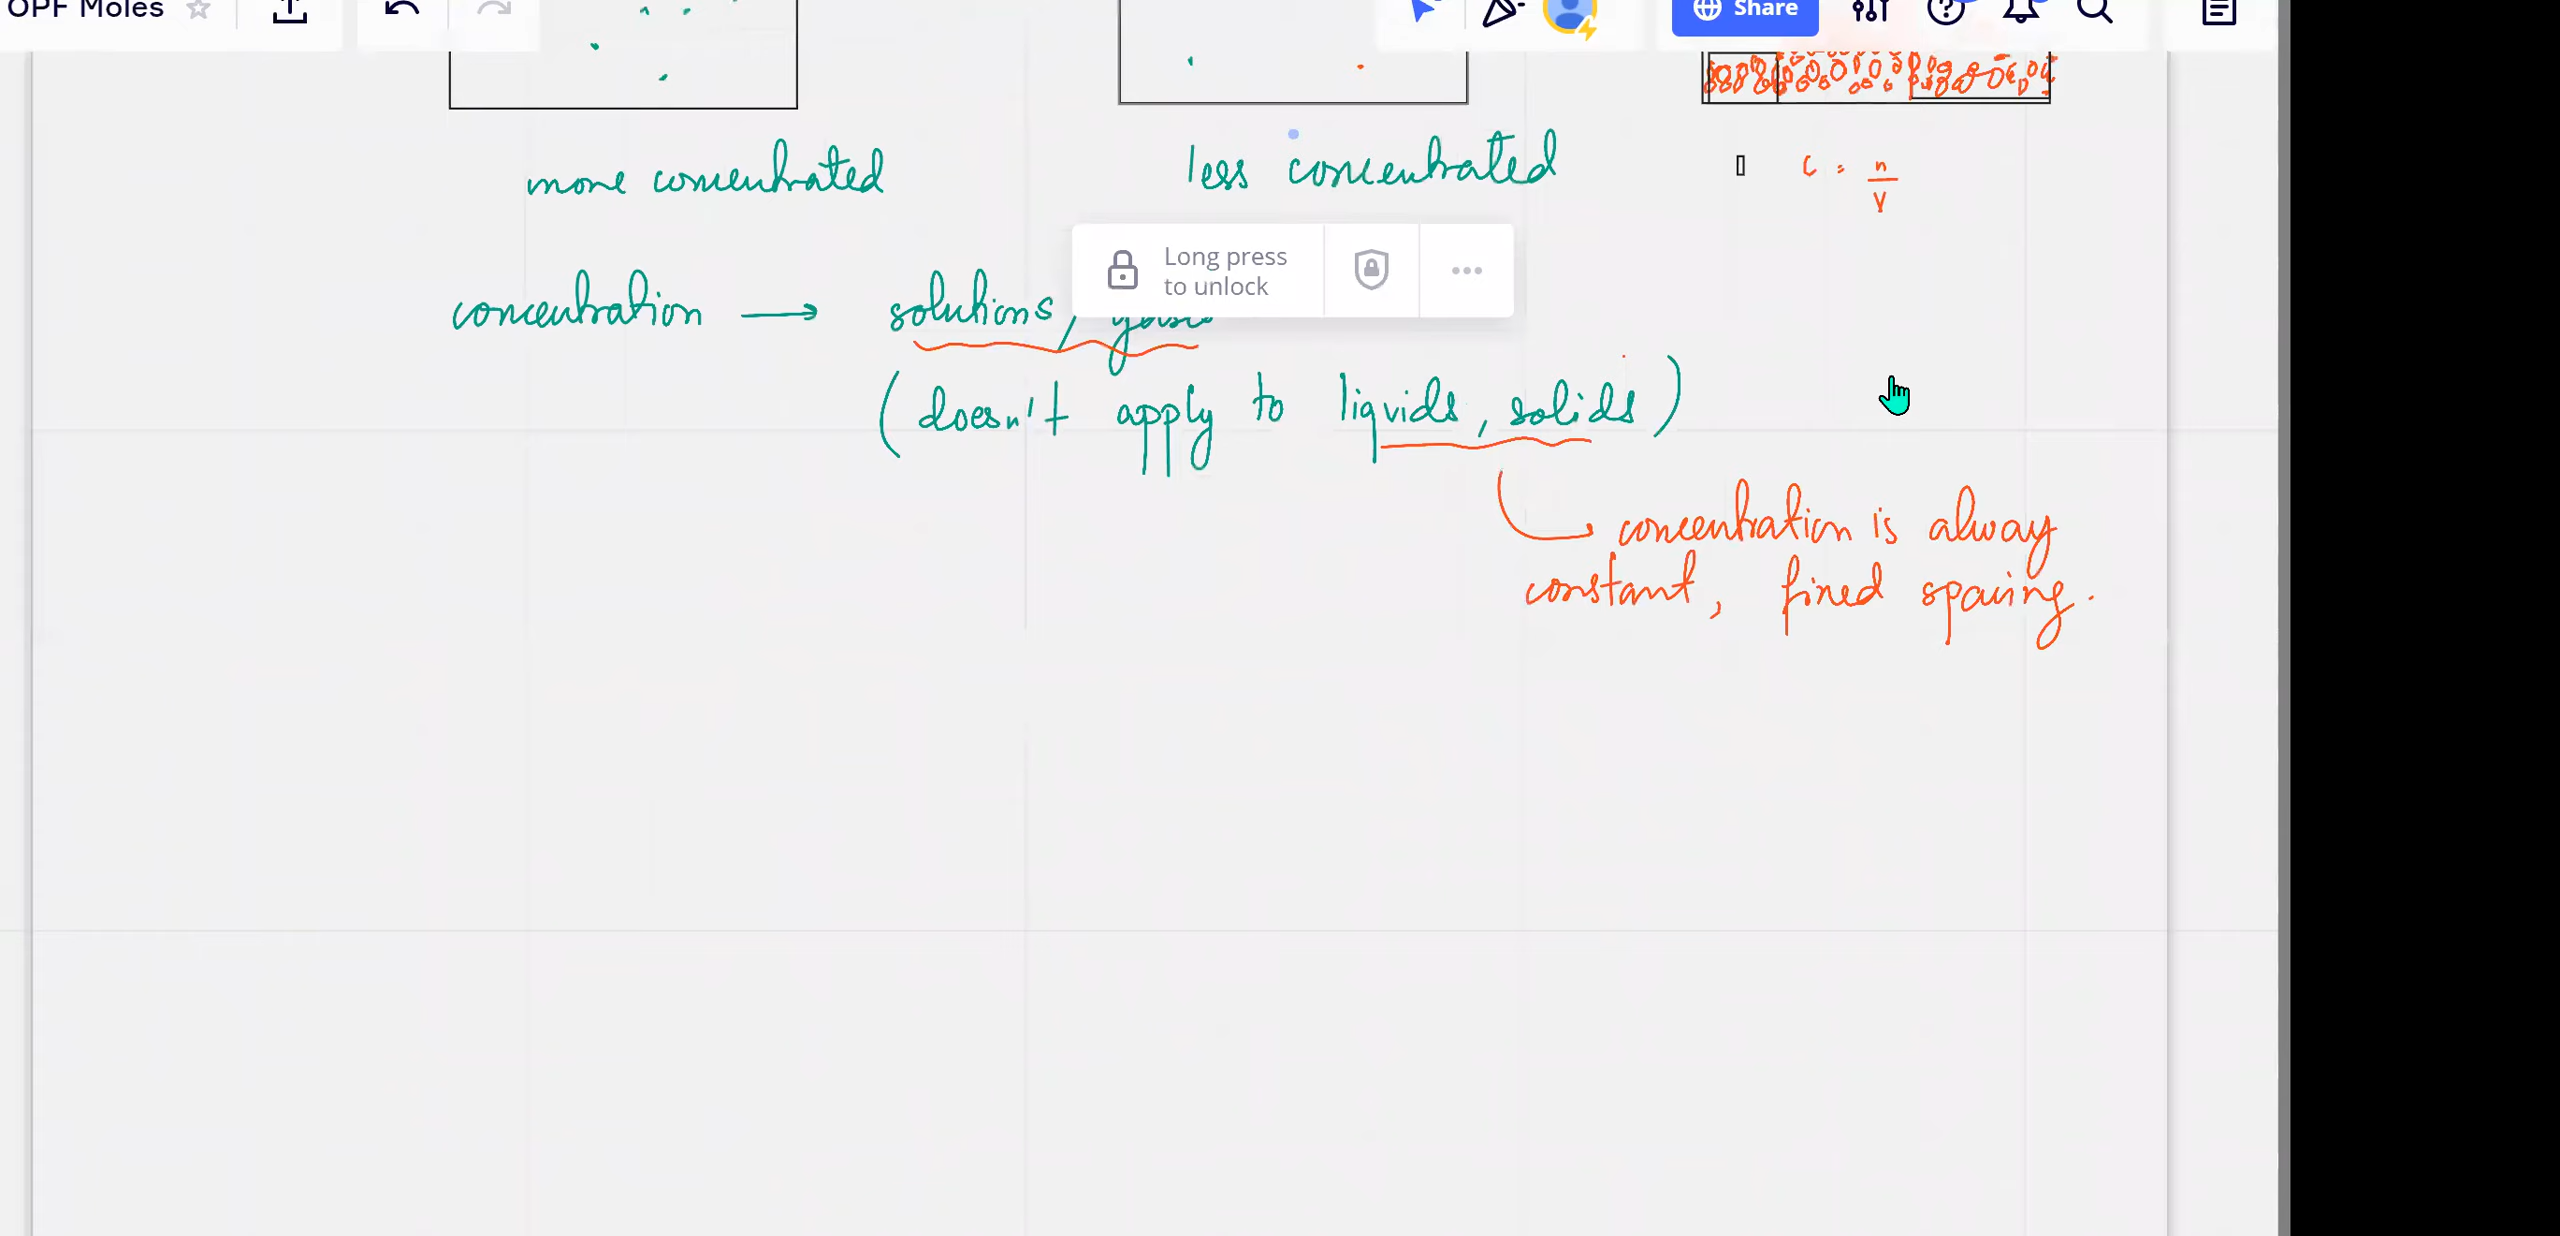 OPF Moles
Share
more concentrated
less concentrated
C = n/V
Long press
to unlock
concentration → solutions,
(doesn't apply to liquids, solids)
concentration is alway
constant, fixed spacing.